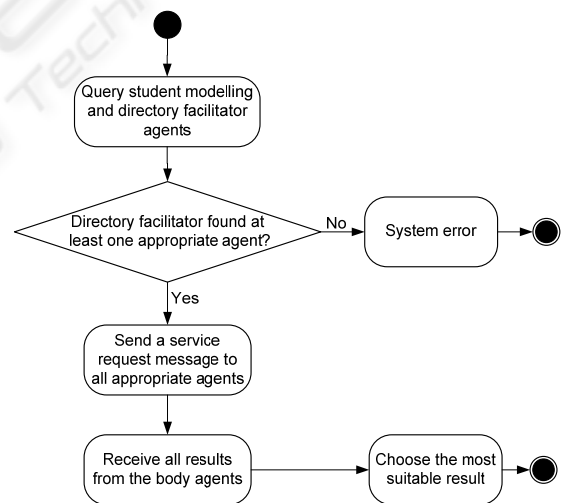 Techn
Query student modelling
and directory facilitator
agents
Directory facilitator found at
least one appropriate agent?
No
System error
Yes
Send a service
request message to
all appropriate agents
Receive all results
from the body agents
Choose the most
suitable result